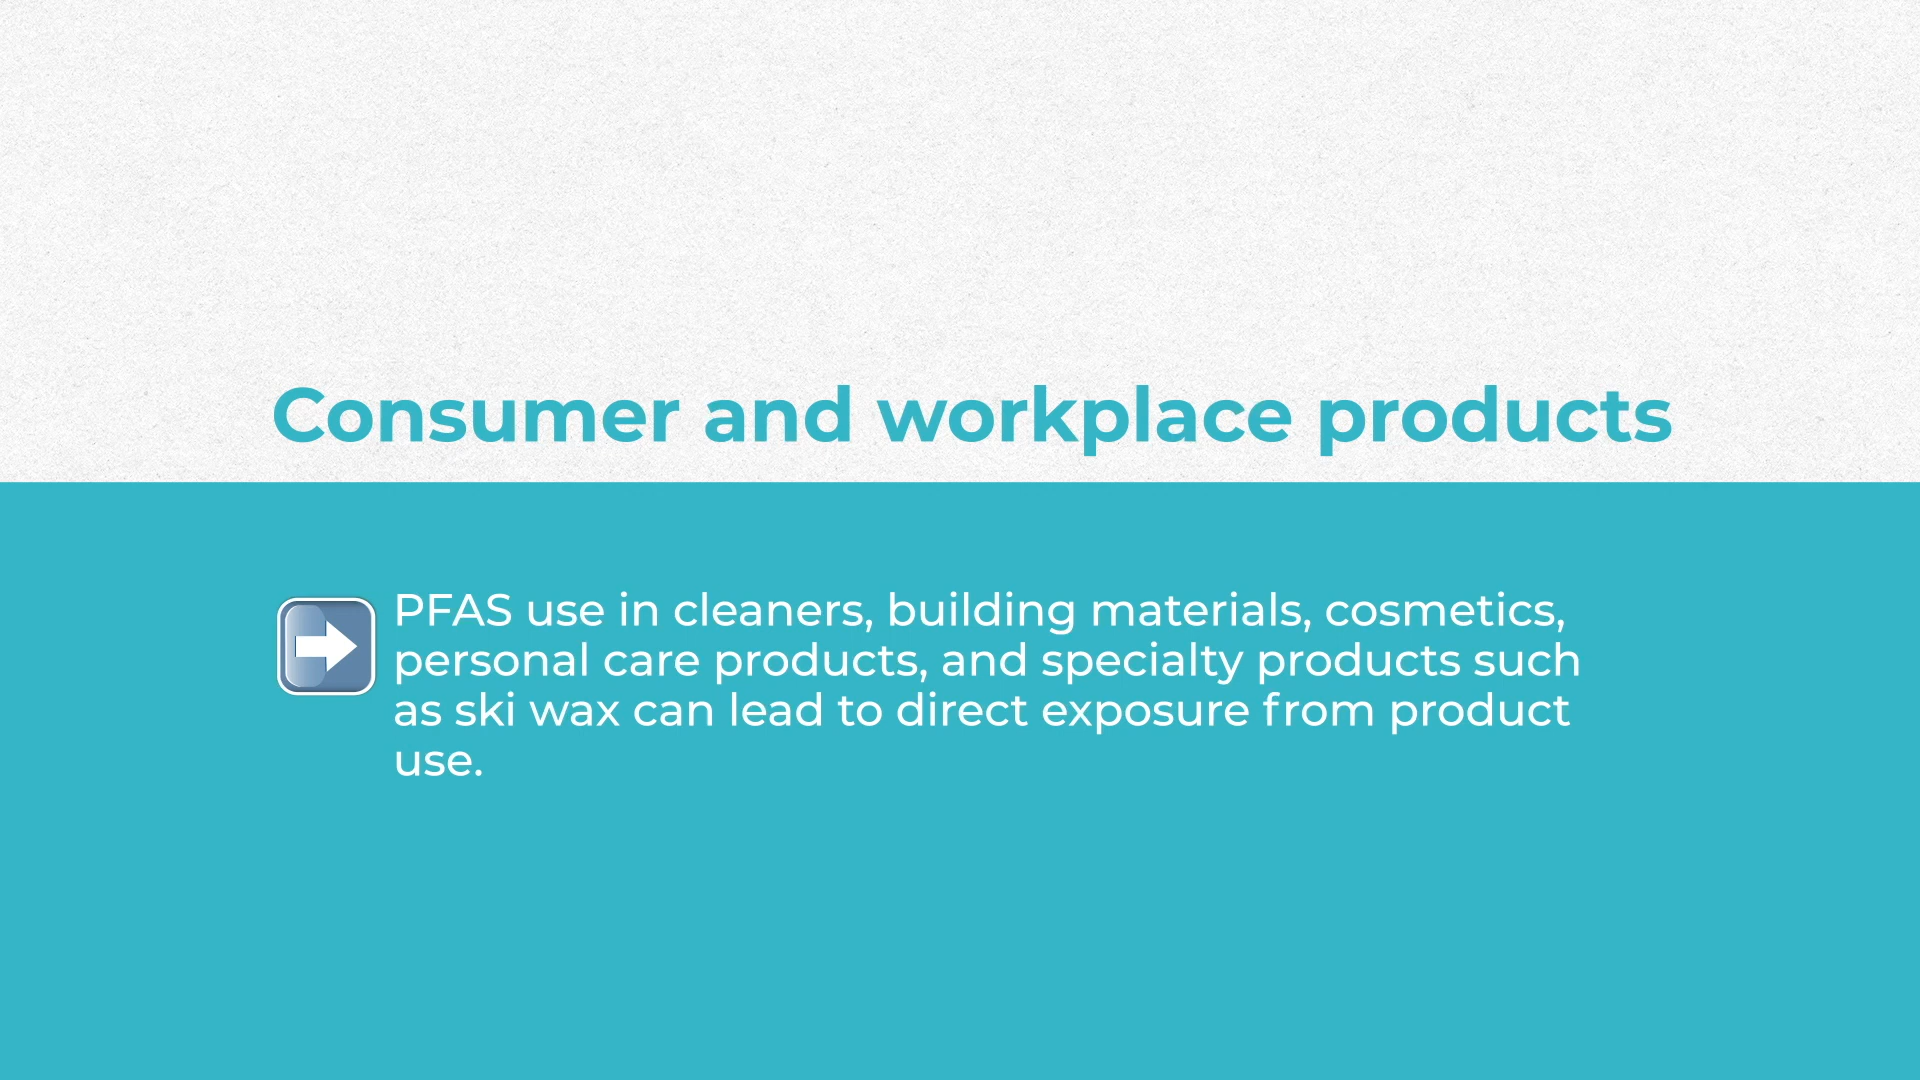 Consumer and workplace products
PFAS use in cleaners, building materials, cosmetics,
personal care products, and specialty products such
as ski wax can lead to direct exposure from product
use.